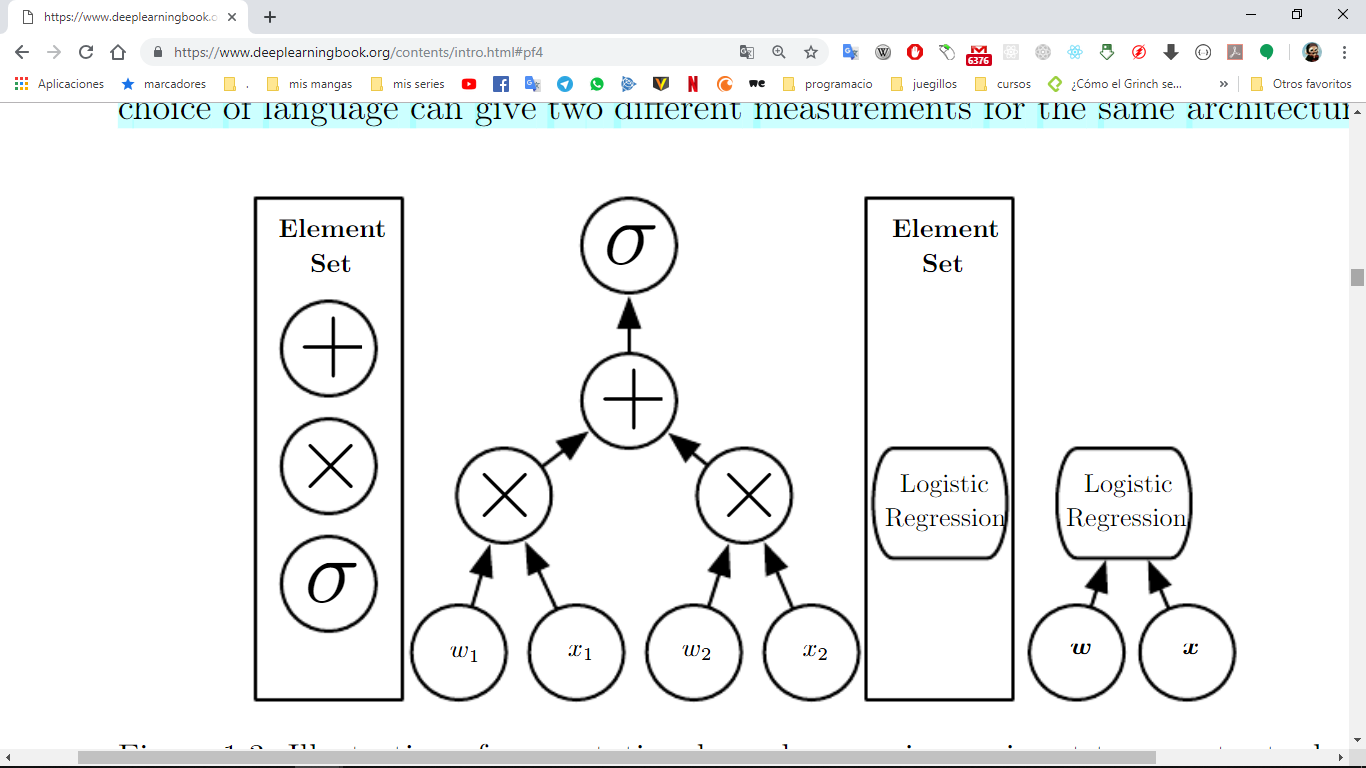 https://www.deeplearningbook.o
https://www.deeplearningbook.org/contents/intro.html#pf4
6376
Aplicaciones
marcadores
.
mis mangas
mis series
we
programacio
juegillos
cursos
¿Cómo el Grinch se...
»
Otros favoritos
choice of language can give two different measurements for the same architectur
Element
Set
+
×
σ
σ
+
×
×
w1
x1
w2
x2
Element
Set
Logistic
Regression
Logistic
Regression
w
x